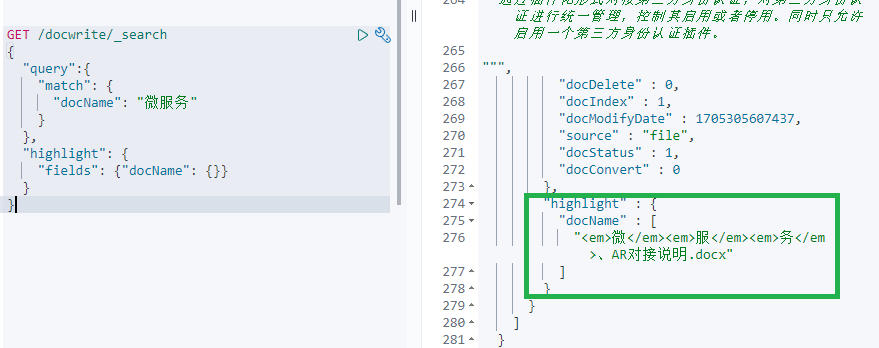 GET /docwrite/_search
{
"query":{
"match": {
"docName": "微服务"
}
},
"highlight": {
"fields": {"docName": {}}
}
}
证进行统一管理，控制其启用或者停用。同时只允许
启用一个第三方身份认证插件。
265
266 """,
267 "docDelete" : 0,
268 "docIndex" : 1,
269 "docModifyDate" : 1705305607437,
270 "source" : "file",
271 "docStatus" : 1,
272 "docConvert" : 0
273 },
274 "highlight" : {
275 "docName" : [
276 "<em>微</em><em>服</em><em>务</em
>、AR对接说明.docx"
277 ]
278 }
279 }
280 ]
281 }